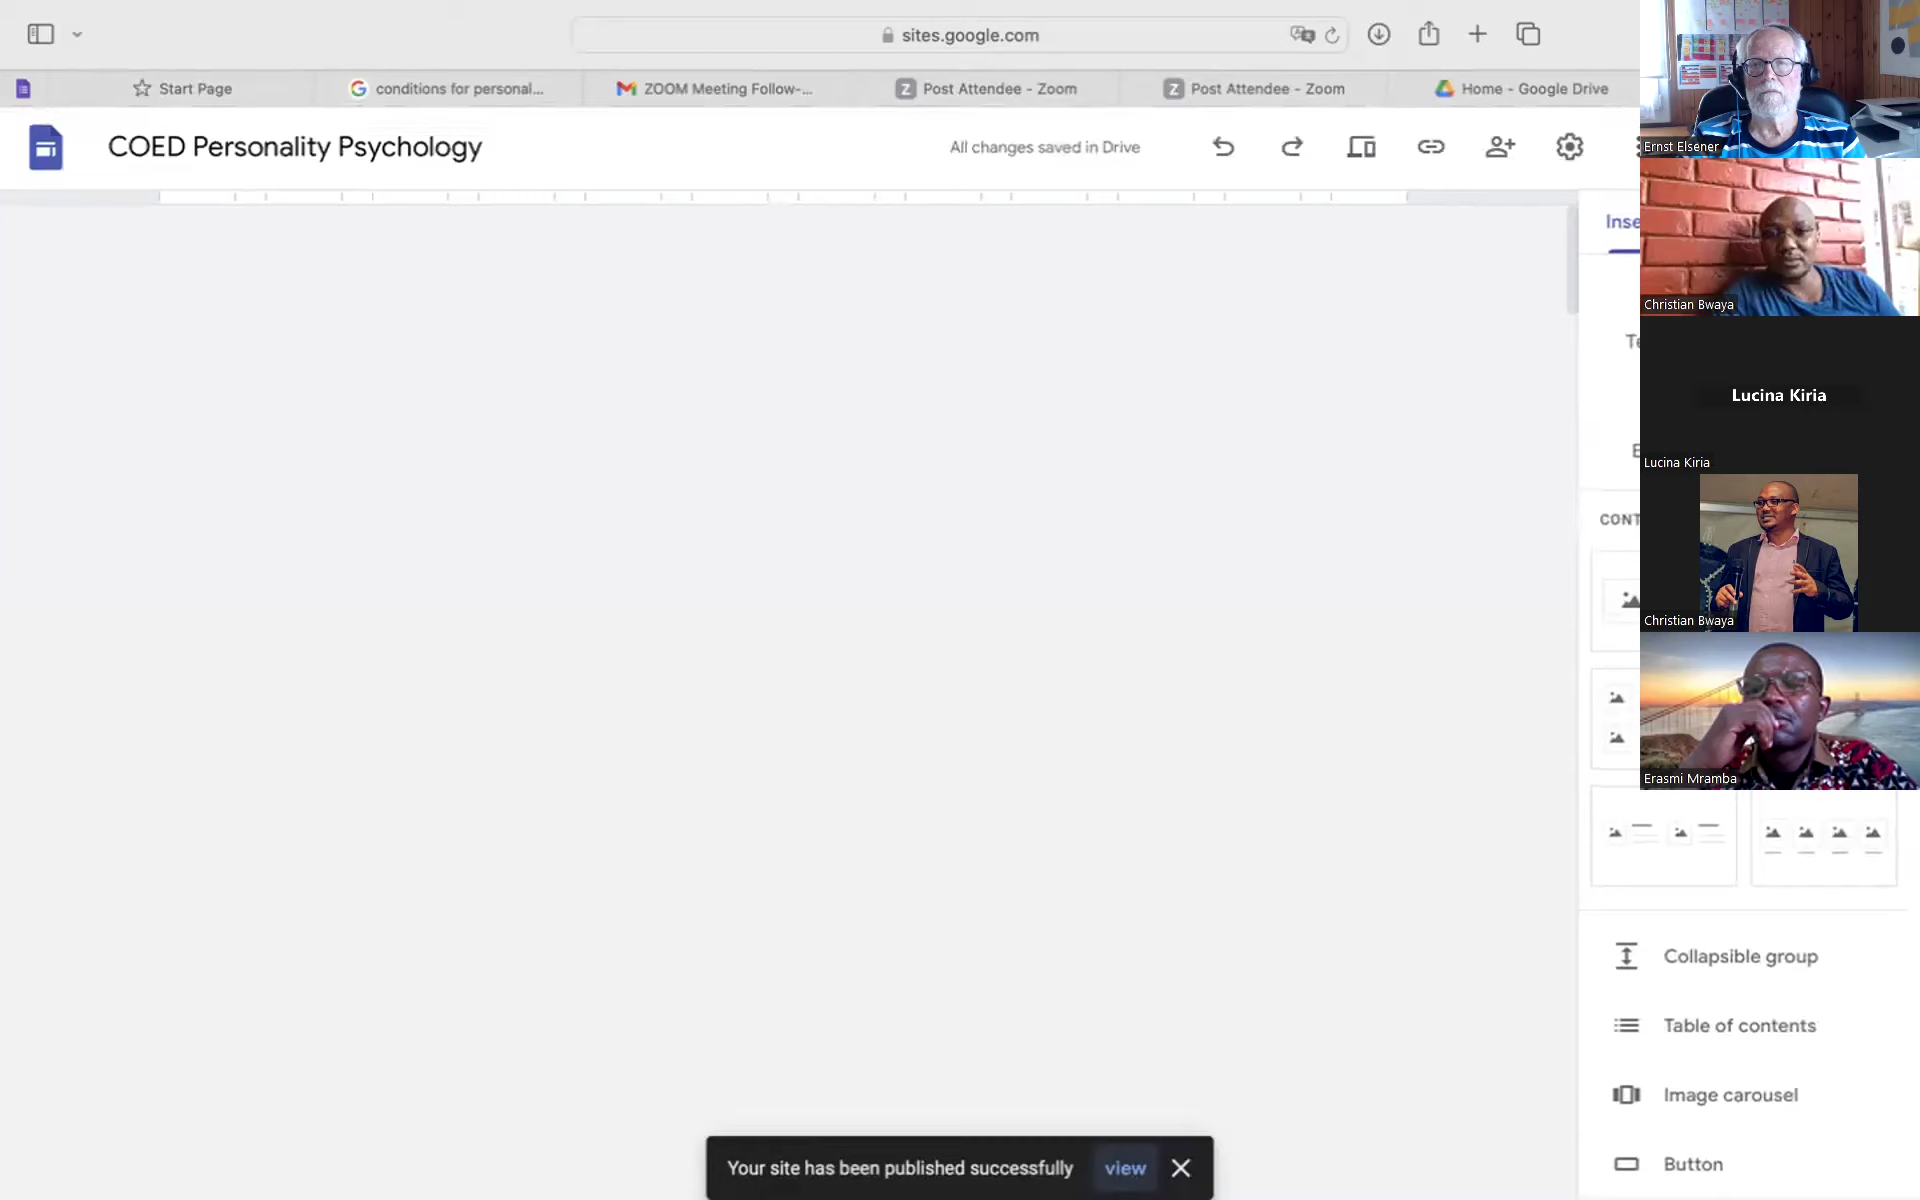 sites.google.com
Start Page
conditions for personal...
ZOOM Meeting Follow-...
Post Attendee - Zoom
Post Attendee - Zoom
Home - Google Drive
COED Personality Psychology
All changes saved in Drive
Inse
Te
CONT
Collapsible group
Table of contents
Image carousel
Button
Your site has been published successfully view
Ernst Elsener
Christian Bwaya
Lucina Kiria
Lucina Kiria
Christian Bwaya
Erasmi Mramba